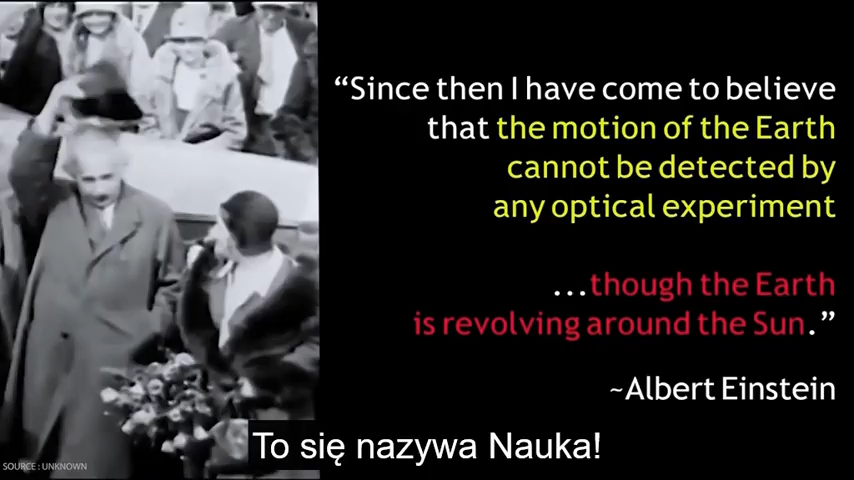 “Since then I have come to believe
that the motion of the Earth
cannot be detected by
any optical experiment
...though the Earth
is revolving around the Sun.”
~Albert Einstein
To się nazywa Nauka!
SOURCE : UNKNOWN